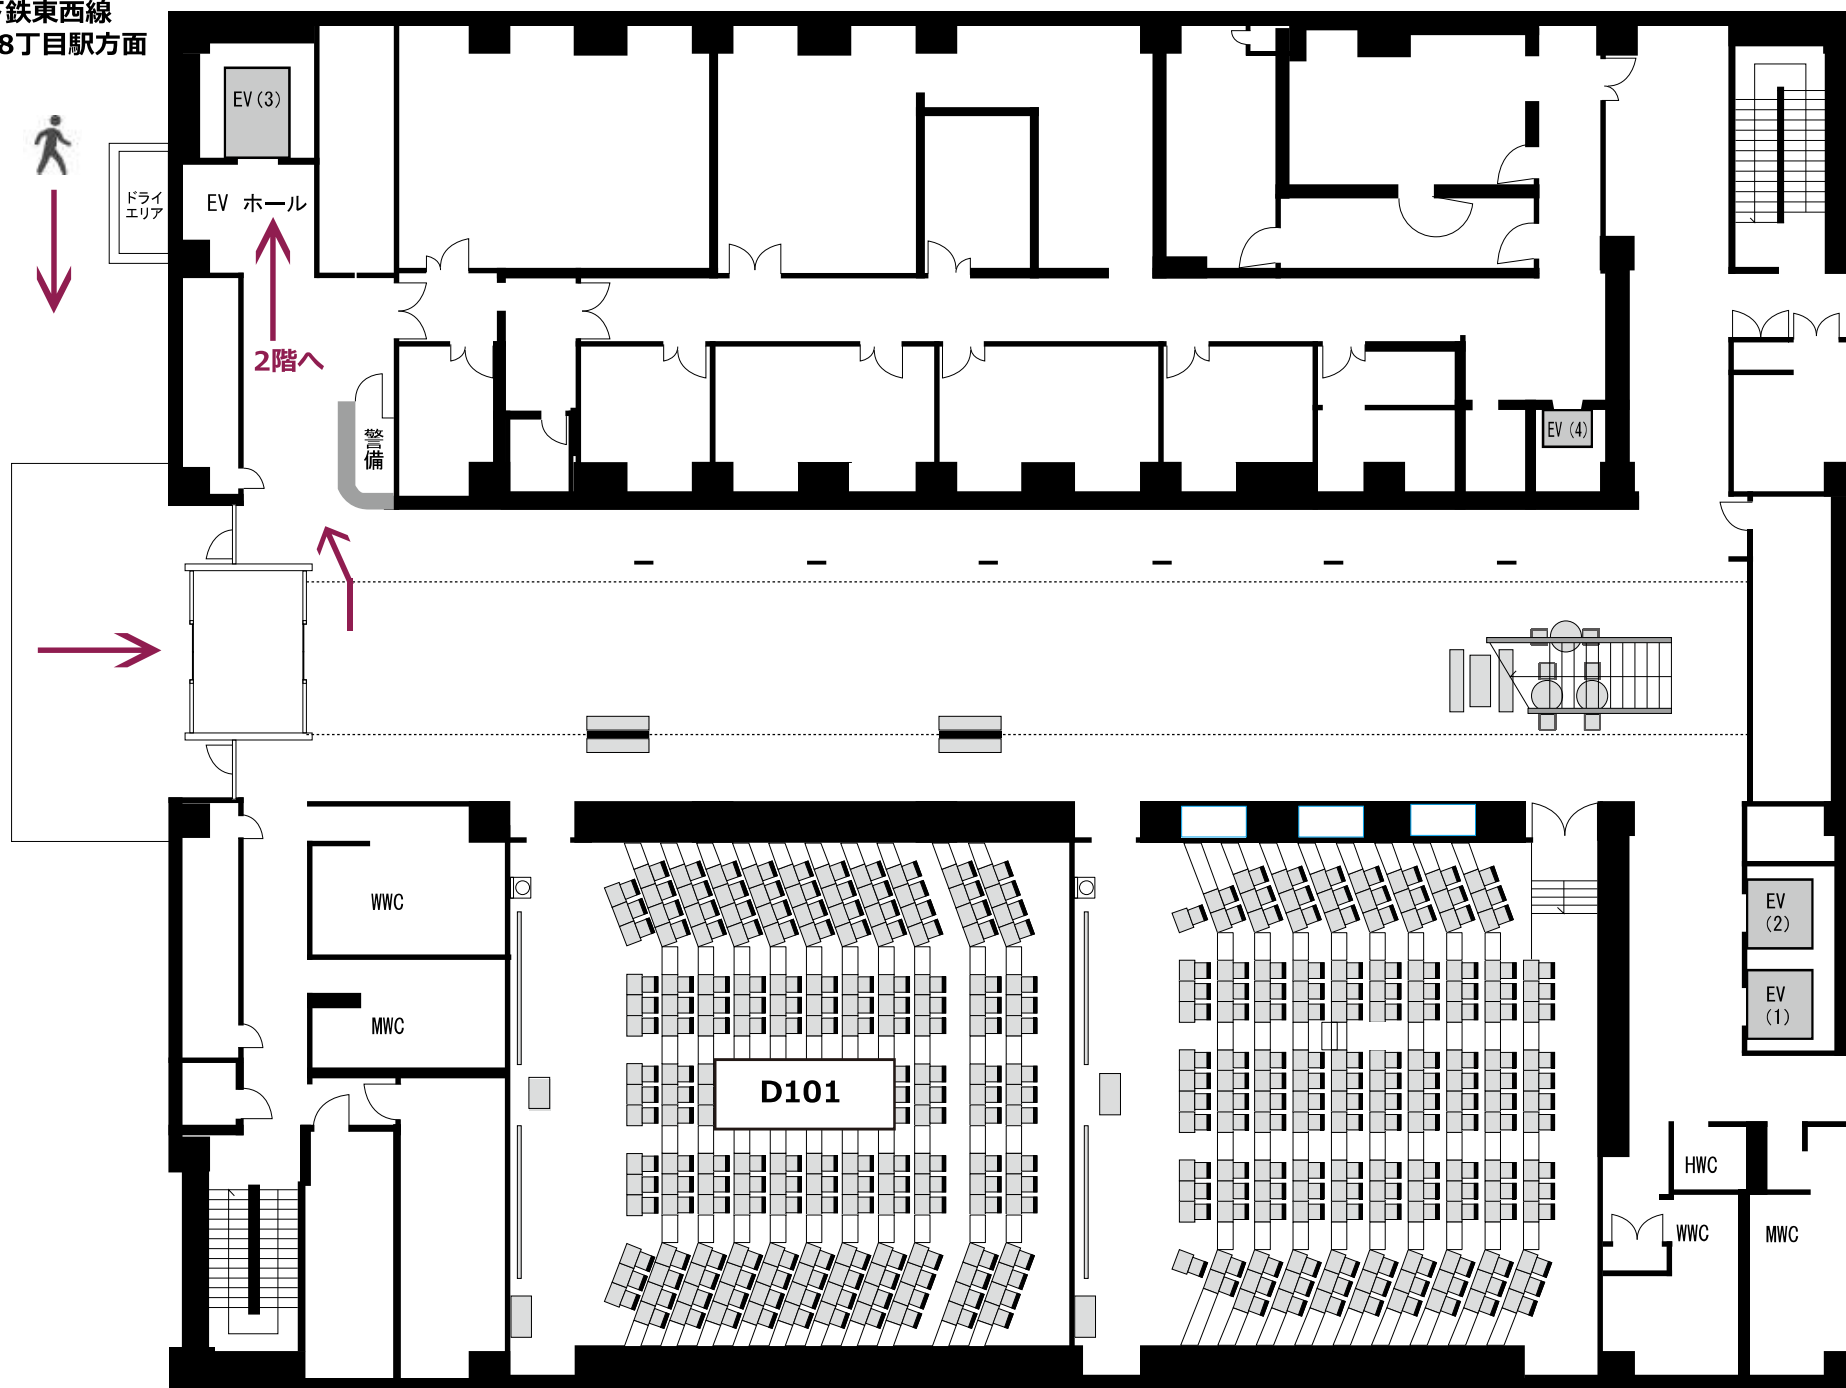 下鉄東西線
8丁目駅方面
EV(3)
ドライ
エリア
EV ホール
2階へ
警備
EV (4)
WWC
MWC
D101
EV
(2)
EV
(1)
HWC
WWC
MWC